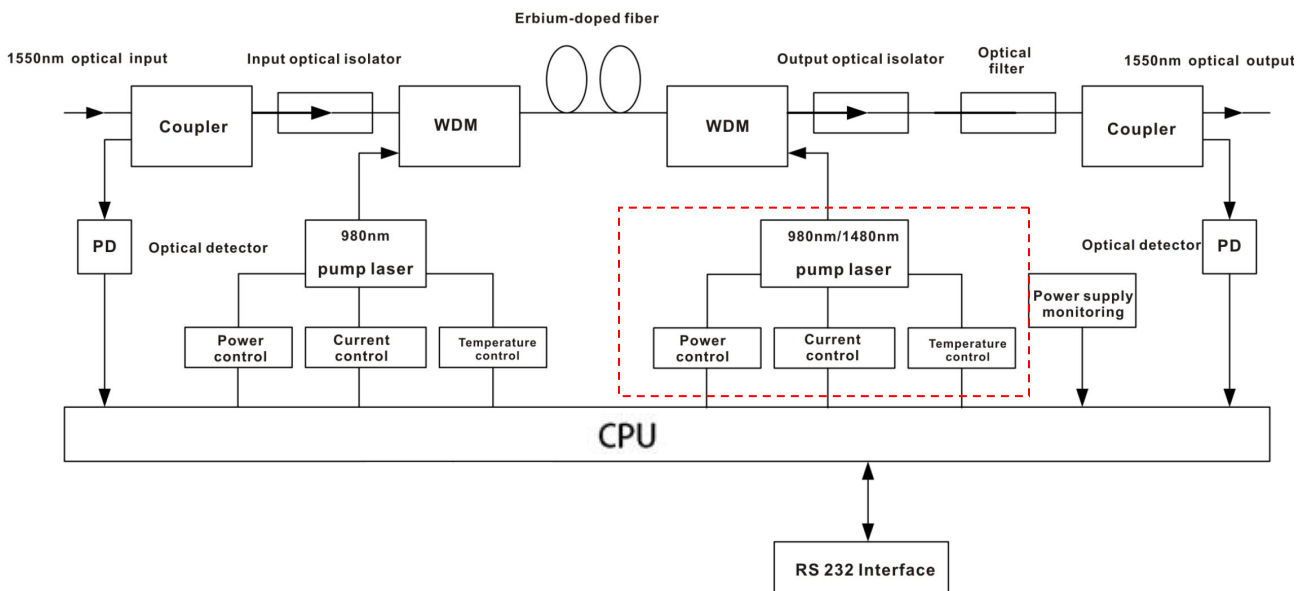 Erbium-doped fiber
1550nm optical input
Input optical isolator
Output optical isolator
Optical
filter
1550nm optical output
Coupler
WDM
WDM
Coupler
PD
Optical detector
980nm
pump laser
980nm/1480nm
pump laser
Optical detector
PD
Power
control
Current
control
Temperature
control
Power
control
Current
control
Temperature
control
Power supply
monitoring
CPU
RS 232 Interface